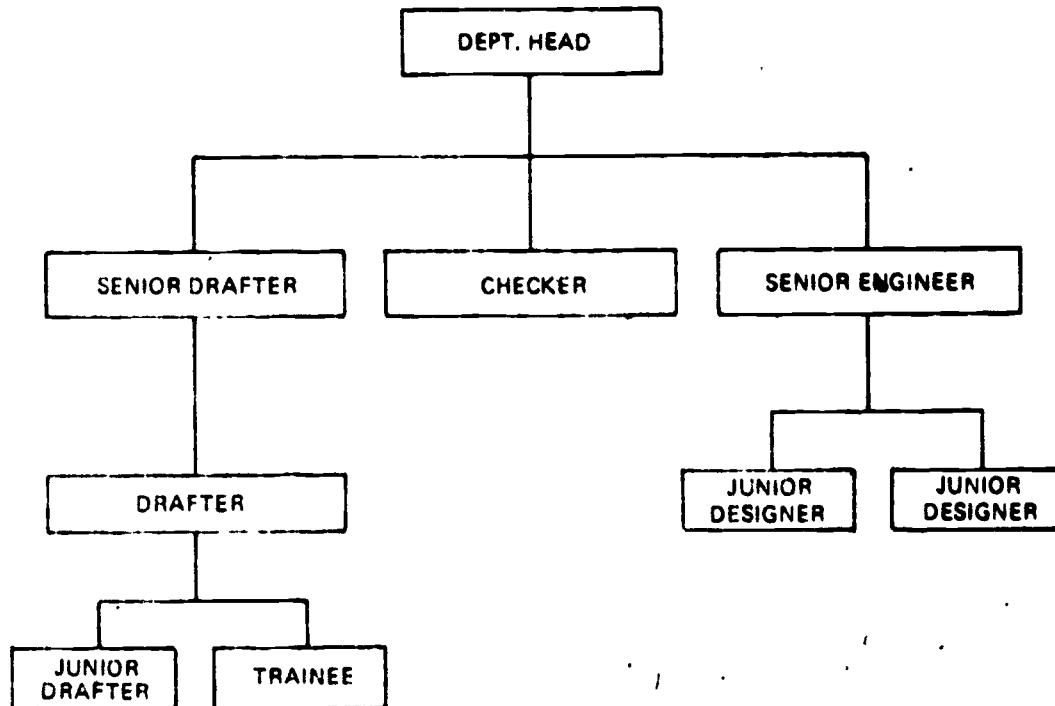 DEPT. HEAD
SENIOR DRAFTER
CHECKER
SENIOR ENGINEER
DRAFTER
JUNIOR
DESIGNER
JUNIOR
DESIGNER
JUNIOR
DRAFTER
TRAINEE